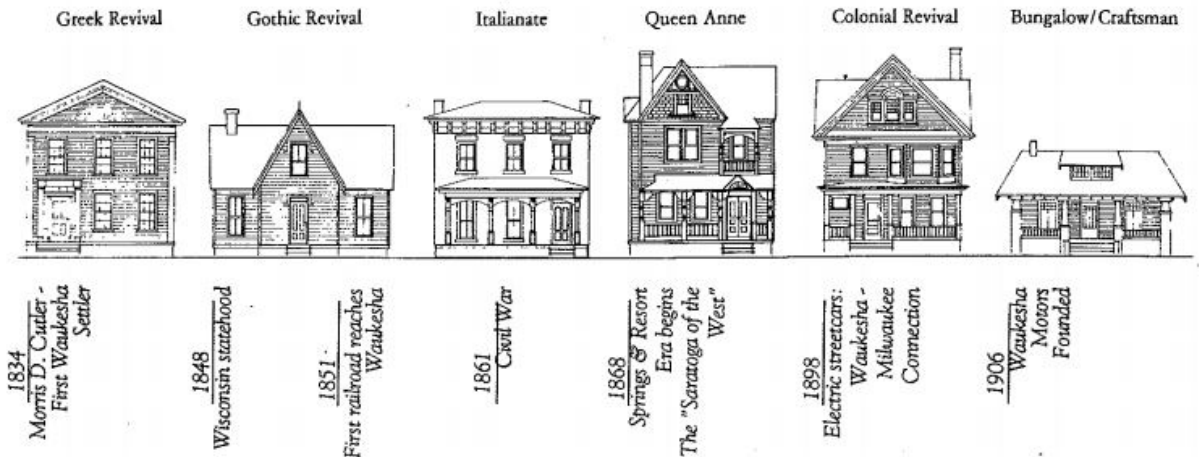 Greek Revival
Gothic Revival
Italianate
Queen Anne
Colonial Revival
Bungalow/Craftsman
1834
Morris D. Cutler -
First Waukesha
Settler
1848
Wisconsin statehood
1851
First railroad reaches
Waukesha
1861
Civil War
1868
Springs & Resort
Era begins
The "Saratoga of the
West"
1898
Electric streetcars:
Waukesha -
Milwaukee
Connection
1906
Waukesha
Motors
Founded